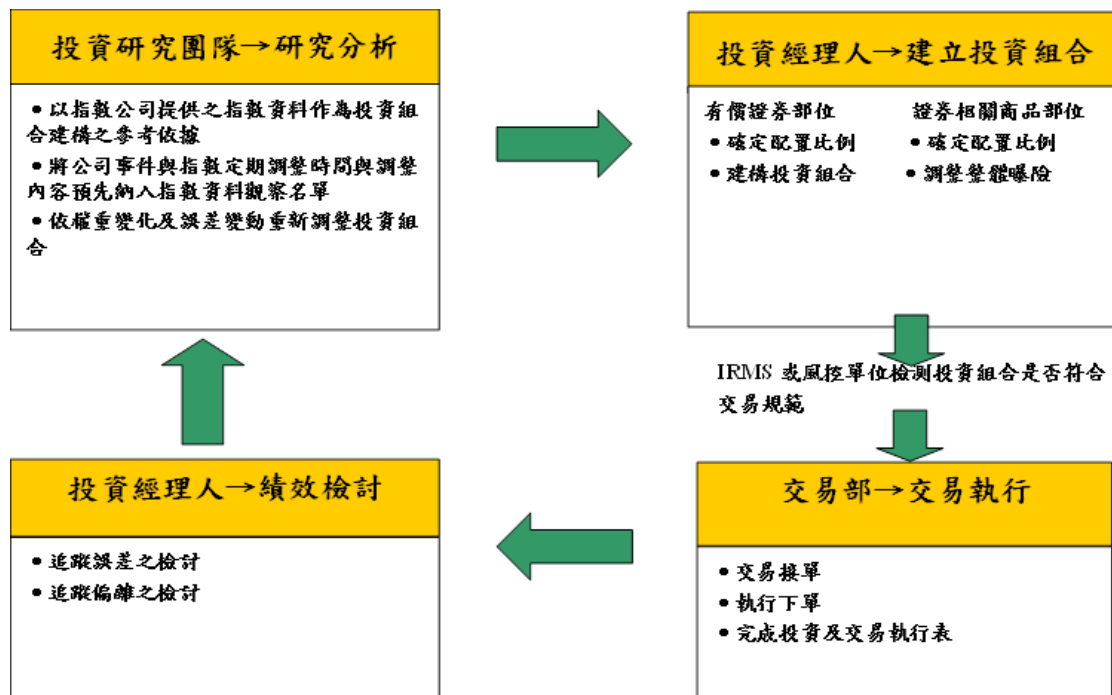 投資研究團隊→研究分析
• 以指數公司提供之指數資料作為投資組
合建構之參考依據
• 將公司事件與指數定期調整時間與調整
內容預先納入指數資料觀察名單
• 依權重變化及誤差變動重新調整投資組
合
投資經理人→建立投資組合
有價證券部位
• 確定配置比例
• 建構投資組合
證券相關商品部位
• 確定配置比例
• 調整整體曝險
IRMS 或風控單位檢測投資組合是否符合
交易規範
交易部→交易執行
• 交易接單
• 執行下單
• 完成投資及交易執行表
投資經理人→績效檢討
• 追蹤誤差之檢討
• 追蹤偏離之檢討